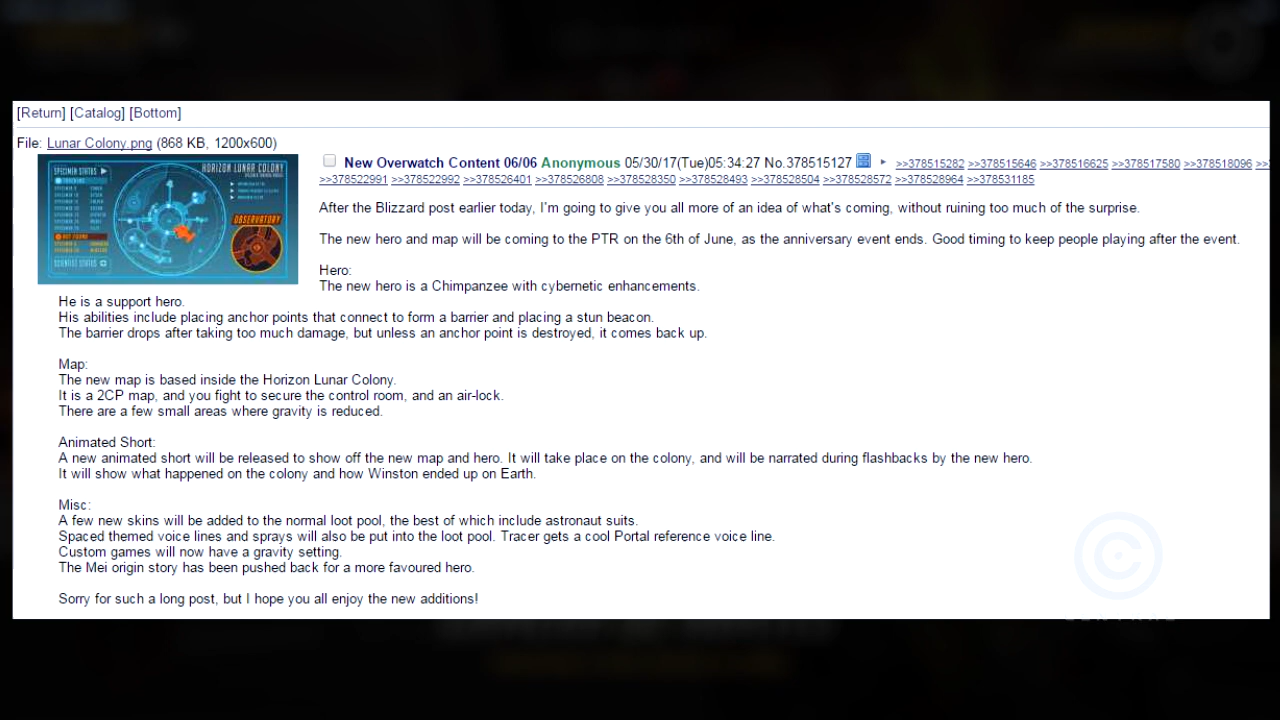 [Return] [Catalog] [Bottom]
File: Lunar Colony.png (868 KB, 1200x600)
SPECIMEN STATUS
HORIZON LUNAR COLONY
OBSERVATORY
SCIENTIST STATUS
New Overwatch Content 06/06 Anonymous 05/30/17(Tue)05:34:27 No.378515127 >>378515282 >>378515646 >>378516625 >>378517580 >>378518096 >>
>>378522991 >>378522992 >>378526401 >>378526808 >>378528350 >>378528493 >>378528504 >>378528572 >>378528964 >>378531185
After the Blizzard post earlier today, I'm going to give you all more of an idea of what's coming, without ruining too much of the surprise.
The new hero and map will be coming to the PTR on the 6th of June, as the anniversary event ends. Good timing to keep people playing after the event.
Hero:
The new hero is a Chimpanzee with cybernetic enhancements.
He is a support hero.
His abilities include placing anchor points that connect to form a barrier and placing a stun beacon.
The barrier drops after taking too much damage, but unless an anchor point is destroyed, it comes back up.
Map:
The new map is based inside the Horizon Lunar Colony.
It is a 2CP map, and you fight to secure the control room, and an air-lock.
There are a few small areas where gravity is reduced.
Animated Short:
A new animated short will be released to show off the new map and hero. It will take place on the colony, and will be narrated during flashbacks by the new hero.
It will show what happened on the colony and how Winston ended up on Earth.
Misc:
A few new skins will be added to the normal loot pool, the best of which include astronaut suits.
Spaced themed voice lines and sprays will also be put into the loot pool. Tracer gets a cool Portal reference voice line.
Custom games will now have a gravity setting.
The Mei origin story has been pushed back for a more favoured hero.
Sorry for such a long post, but I hope you all enjoy the new additions!